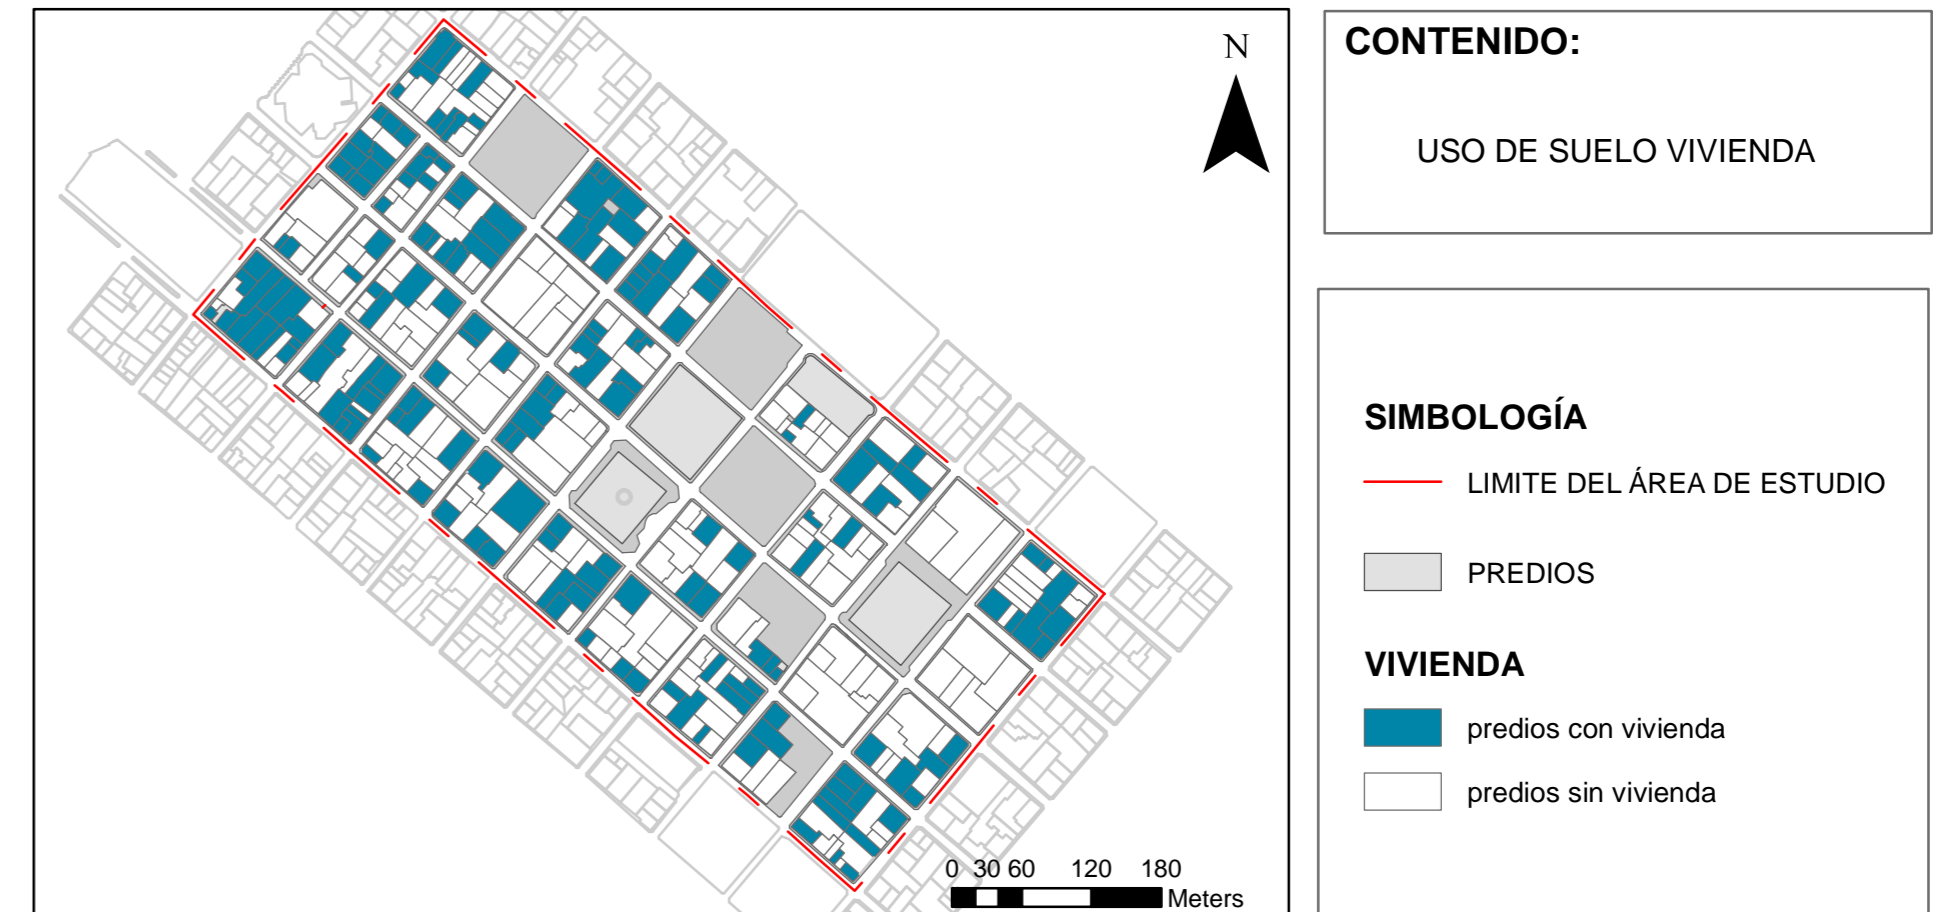 N
0 30 60 120 180
Meters
CONTENIDO:
USO DE SUELO VIVIENDA
SIMBOLOGÍA
LIMITE DEL ÁREA DE ESTUDIO
PREDIOS
VIVIENDA
predios con vivienda
predios sin vivienda